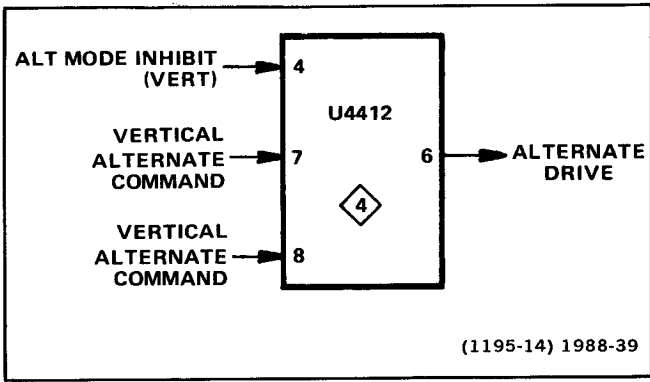 ALT MODE INHIBIT
(VERT)
4
U4412
VERTICAL
ALTERNATE
COMMAND
7
6
ALTERNATE
DRIVE
4
VERTICAL
ALTERNATE
COMMAND
8
(1195-14) 1988-39